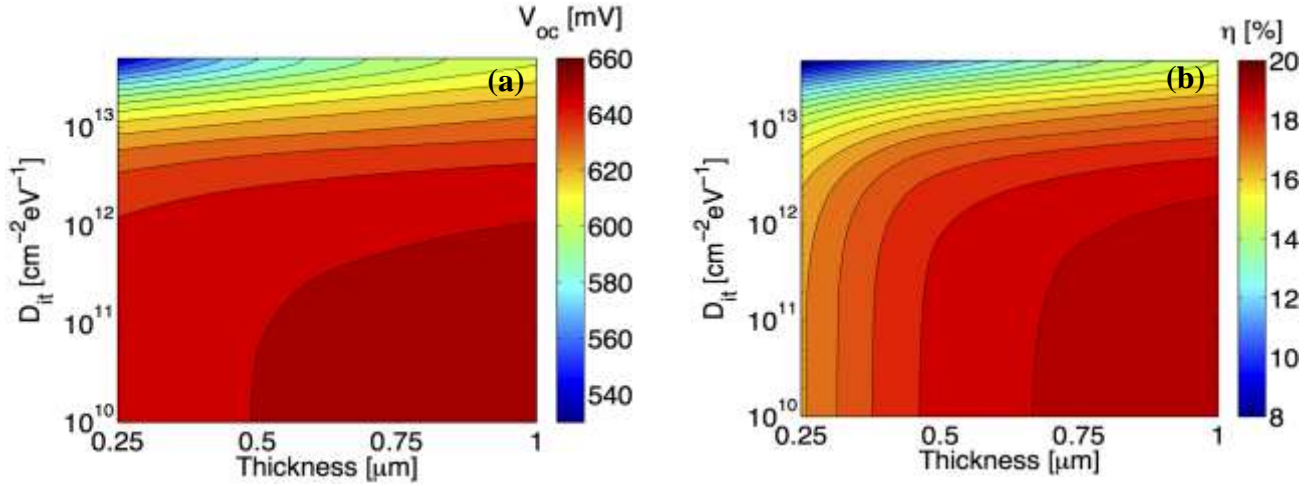 V_oc [mV]
(a)
660
640
620
600
580
560
540
10^13
10^12
10^11
10^10
D_it [cm^−2eV^−1]
0.25 0.5 0.75 1
Thickness [μm]
η [%]
(b)
20
18
16
14
12
10
8
10^13
10^12
10^11
10^10
D_it [cm^−2eV^−1]
0.25 0.5 0.75 1
Thickness [μm]